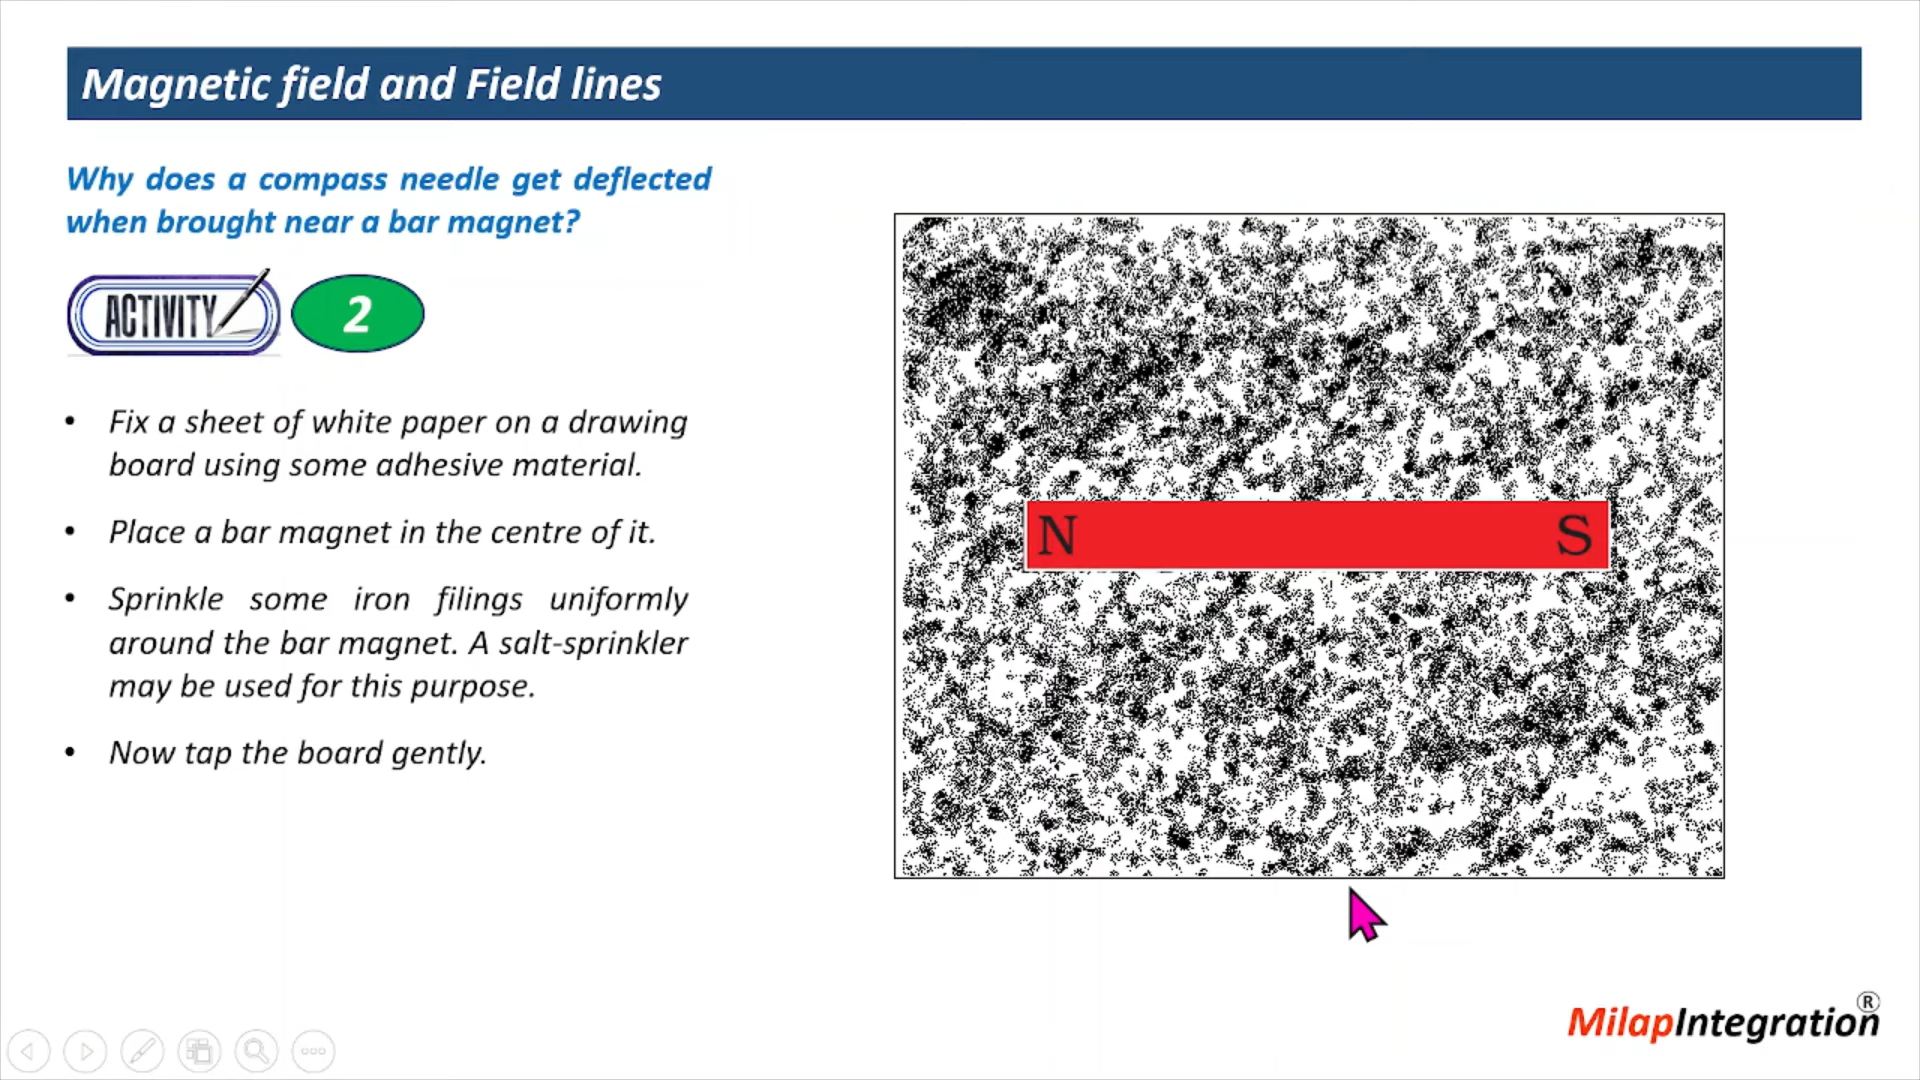 Magnetic field and Field lines
Why does a compass needle get deflected
when brought near a bar magnet?
ACTIVITY 2
• Fix a sheet of white paper on a drawing
board using some adhesive material.
• Place a bar magnet in the centre of it.
• Sprinkle some iron filings uniformly
around the bar magnet. A salt-sprinkler
may be used for this purpose.
• Now tap the board gently.
N S
MilapIntegration®